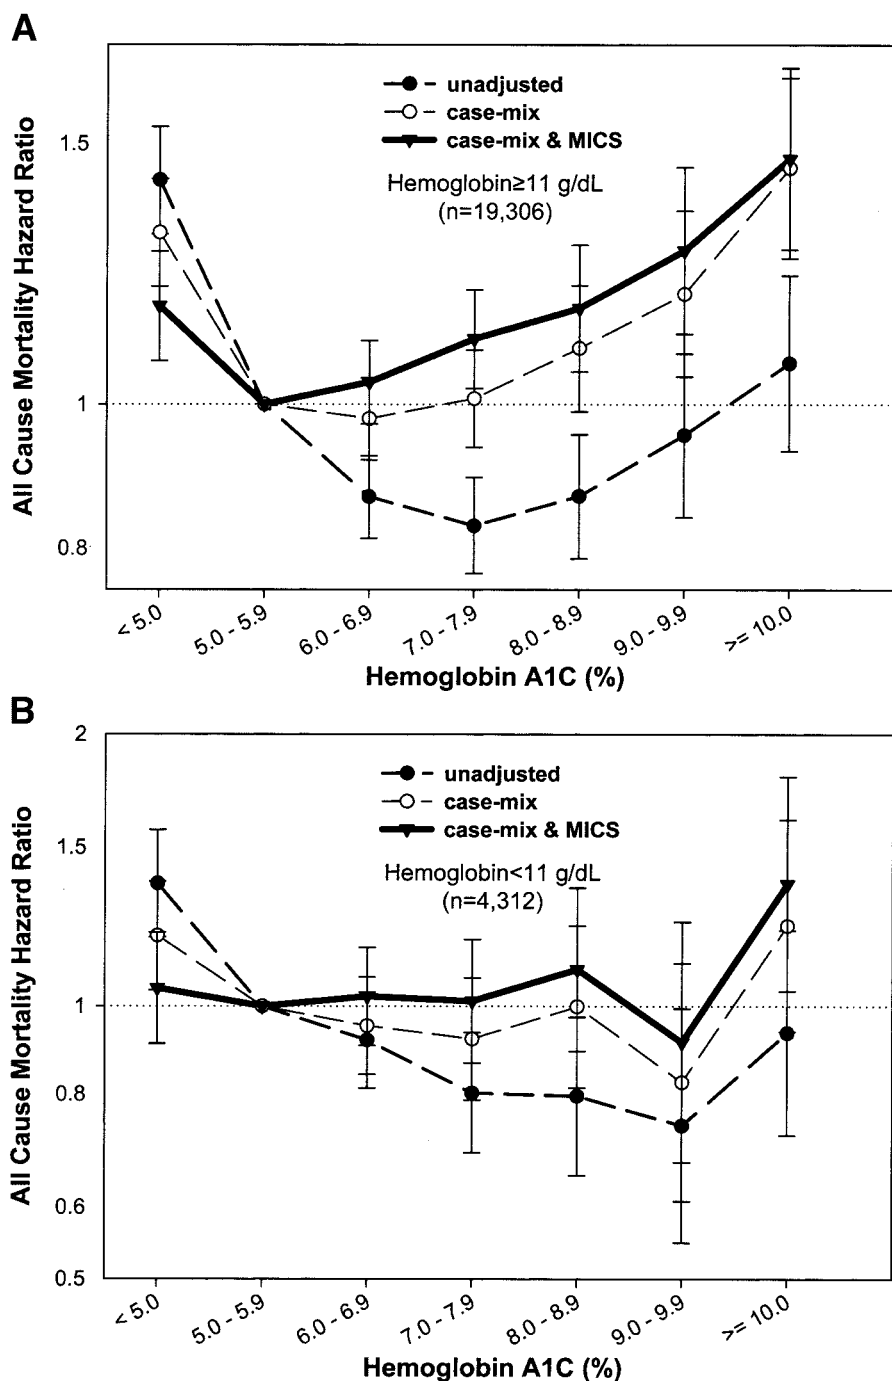 A
All Cause Mortality Hazard Ratio
1.5
1
0.8
unadjusted
case-mix
case-mix & MICS
Hemoglobin≥11 g/dL
(n=19,306)
< 5.0
5.0 - 5.9
6.0 - 6.9
7.0 - 7.9
8.0 - 8.9
9.0 - 9.9
>= 10.0
Hemoglobin A1C (%)
B
All Cause Mortality Hazard Ratio
2
1.5
1
0.8
0.6
0.5
unadjusted
case-mix
case-mix & MICS
Hemoglobin<11 g/dL
(n=4,312)
< 5.0
5.0 - 5.9
6.0 - 6.9
7.0 - 7.9
8.0 - 8.9
9.0 - 9.9
>= 10.0
Hemoglobin A1C (%)